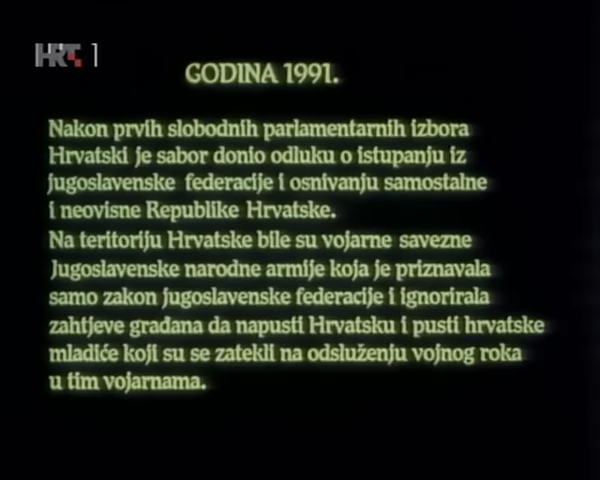 HRT 1
GODINA 1991.
Nakon prvih slobodnih parlamentarnih izbora
Hrvatski je sabor donio odluku o istupanju iz
jugoslavenske federacije i osnivanju samostalne
i neovisne Republike Hrvatske.
Na teritoriju Hrvatske bile su vojarne savezne
Jugoslavenske narodne armije koja je priznavala
samo zakon jugoslavenske federacije i ignorirala
zahtjeve građana da napusti Hrvatsku i pusti hrvatske
mladiće koji su se zatekli na odsluženju vojnog roka
u tim vojarnama.